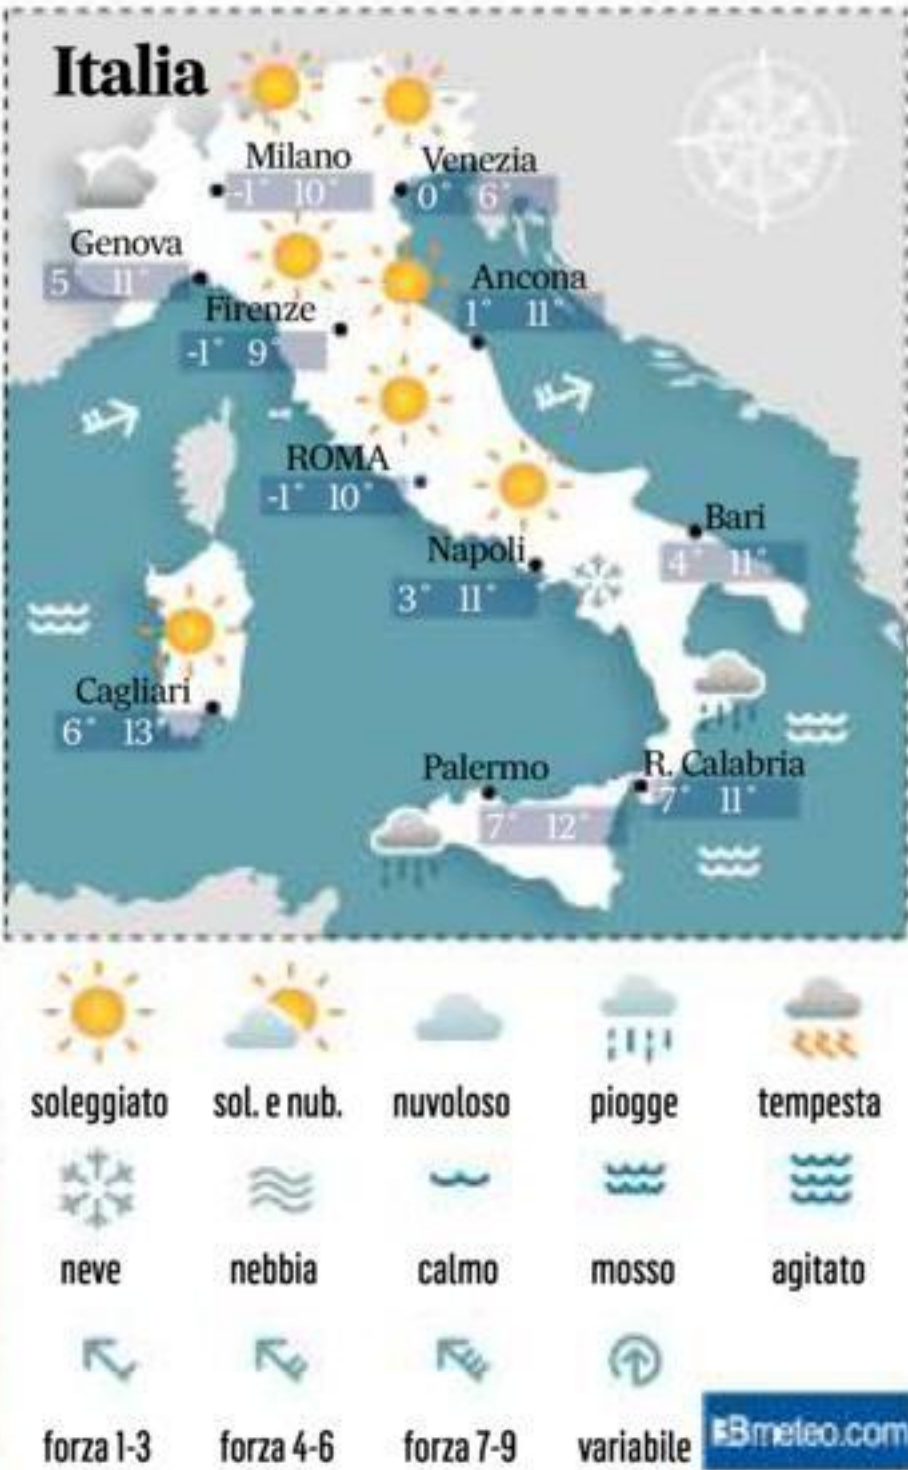 Italia
Milano
-1° 10°
Venezia
0° 6°
Genova
5 11°
Ancona
1° 11°
Firenze
-1° 9°
ROMA
-1° 10°
Bari
4° 11°
Napoli
3° 11°
Cagliari
6° 13°
Palermo
7° 12°
R. Calabria
7° 11°
soleggiato sol. e nub. nuvoloso piogge tempesta
neve nebbia calmo mosso agitato
forza 1-3 forza 4-6 forza 7-9 variabile
3Bmeteo.com